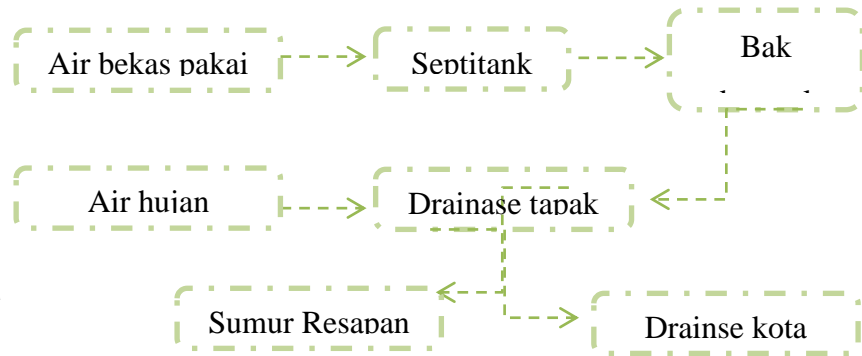 Air bekas pakai
Septitank
Bak
Air hujan
Drainase tapak
Sumur Resapan
Drainse kota